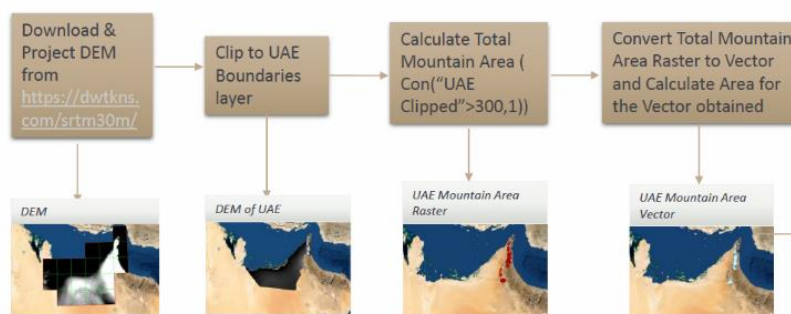 Download &
Project DEM
from
https://dwtkns.
com/srtm30m/
Clip to UAE
Boundaries
layer
Calculate Total
Mountain Area (
Con("UAE
Clipped">300,1))
Convert Total Mountain
Area Raster to Vector
and Calculate Area for
the Vector obtained
DEM
DEM of UAE
UAE Mountain Area
Raster
UAE Mountain Area
Vector